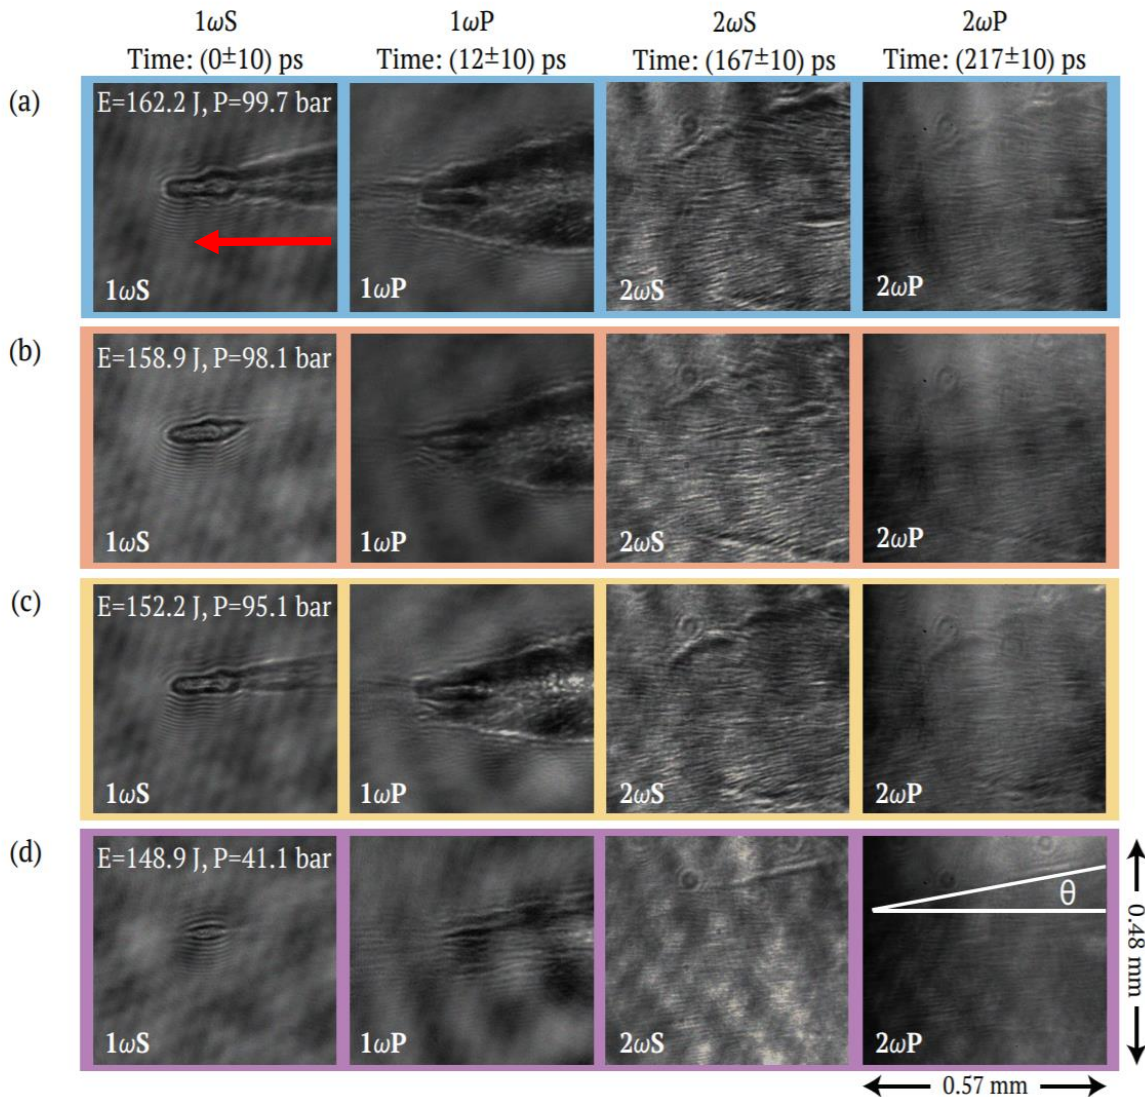 1ωS 1ωP 2ωS 2ωP
Time: (0±10) ps Time: (12±10) ps Time: (167±10) ps Time: (217±10) ps
(a)
E=162.2 J, P=99.7 bar
1ωS 1ωP 2ωS 2ωP
(b)
E=158.9 J, P=98.1 bar
1ωS 1ωP 2ωS 2ωP
(c)
E=152.2 J, P=95.1 bar
1ωS 1ωP 2ωS 2ωP
(d)
E=148.9 J, P=41.1 bar
θ
1ωS 1ωP 2ωS 2ωP
0.48 mm
0.57 mm